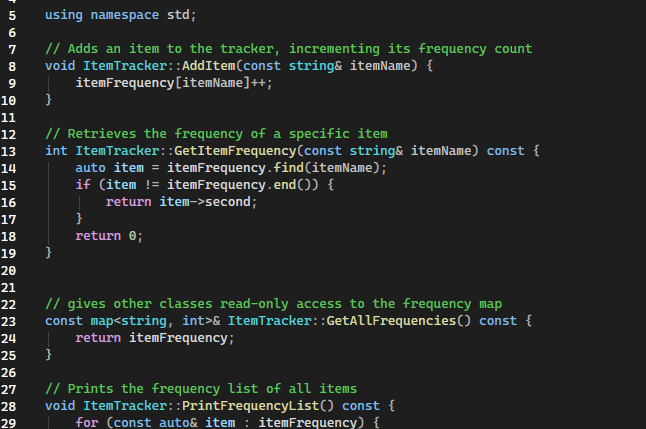 5 using namespace std;
6
7 // Adds an item to the tracker, incrementing its frequency count
8 void ItemTracker::AddItem(const string& itemName) {
9     itemFrequency[itemName]++;
10 }
11
12 // Retrieves the frequency of a specific item
13 int ItemTracker::GetItemFrequency(const string& itemName) const {
14     auto item = itemFrequency.find(itemName);
15     if (item != itemFrequency.end()) {
16         return item->second;
17     }
18     return 0;
19 }
20
21
22 // gives other classes read-only access to the frequency map
23 const map<string, int>& ItemTracker::GetAllFrequencies() const {
24     return itemFrequency;
25 }
26
27 // Prints the frequency list of all items
28 void ItemTracker::PrintFrequencyList() const {
29     for (const auto& item : itemFrequency) {